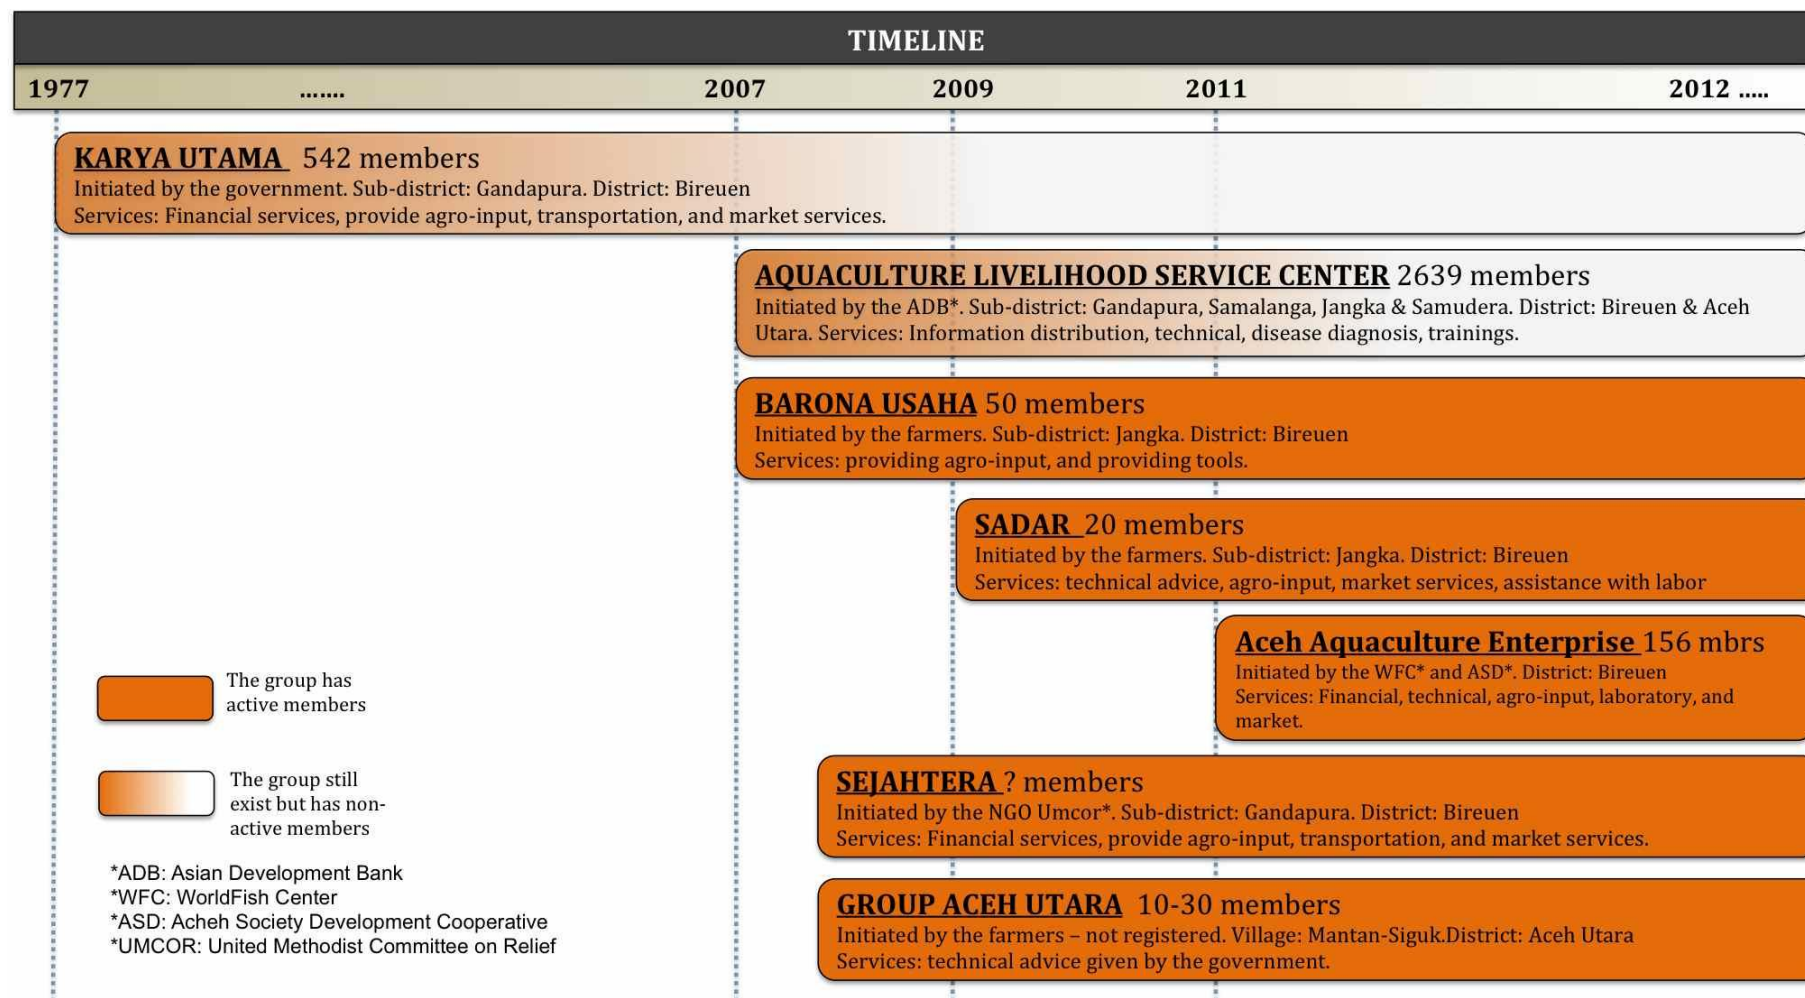 TIMELINE
1977 ....... 2007 2009 2011 2012 .....
KARYA UTAMA 542 members
Initiated by the government. Sub-district: Gandapura. District: Bireuen
Services: Financial services, provide agro-input, transportation, and market services.
AQUACULTURE LIVELIHOOD SERVICE CENTER 2639 members
Initiated by the ADB*. Sub-district: Gandapura, Samalanga, Jangka & Samudera. District: Bireuen & Aceh
Utara. Services: Information distribution, technical, disease diagnosis, trainings.
BARONA USAHA 50 members
Initiated by the farmers. Sub-district: Jangka. District: Bireuen
Services: providing agro-input, and providing tools.
SADAR 20 members
Initiated by the farmers. Sub-district: Jangka. District: Bireuen
Services: technical advice, agro-input, market services, assistance with labor
Aceh Aquaculture Enterprise 156 mbrs
Initiated by the WFC* and ASD*. District: Bireuen
Services: Financial, technical, agro-input, laboratory, and
market.
SEJAHTERA ? members
Initiated by the NGO Umcor*. Sub-district: Gandapura. District: Bireuen
Services: Financial services, provide agro-input, transportation, and market services.
GROUP ACEH UTARA 10-30 members
Initiated by the farmers – not registered. Village: Mantan-Siguk.District: Aceh Utara
Services: technical advice given by the government.
The group has
active members
The group still
exist but has non-
active members
*ADB: Asian Development Bank
*WFC: WorldFish Center
*ASD: Acheh Society Development Cooperative
*UMCOR: United Methodist Committee on Relief